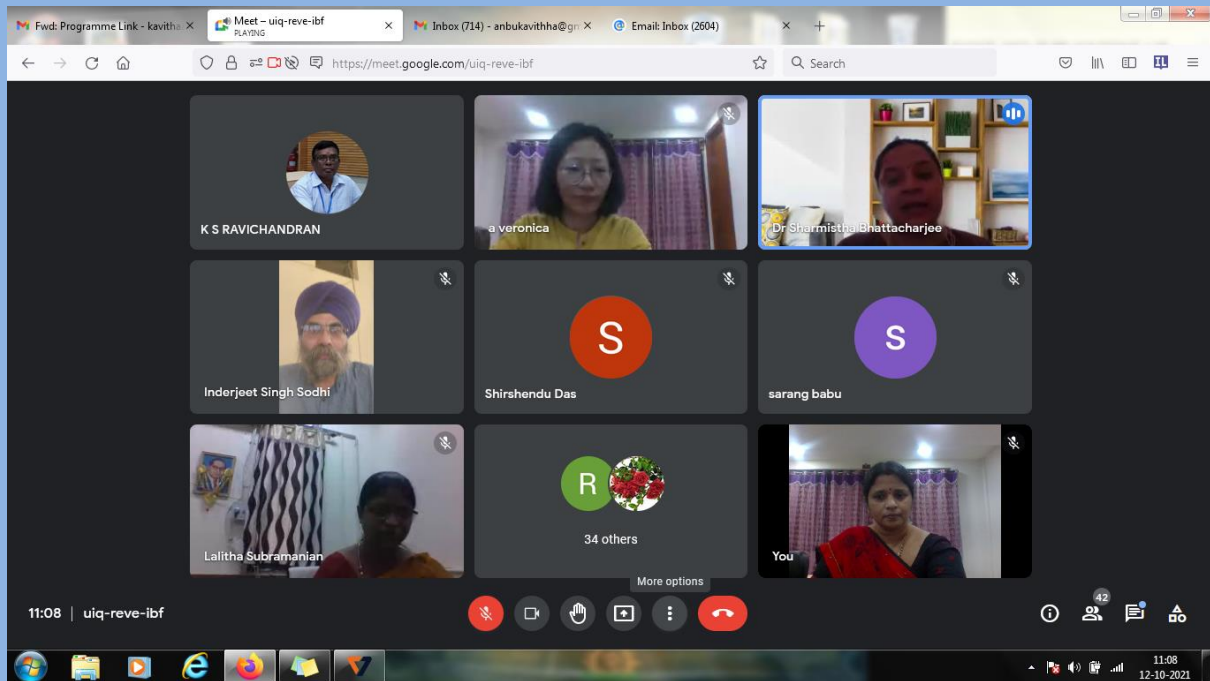 Fwd: Programme Link - kavitha
Meet – uiq-reve-ibf
PLAYING
Inbox (714) - anbukavithha@gm
Email: Inbox (2604)
https://meet.google.com/uiq-reve-ibf
Search
K S RAVICHANDRAN
a veronica
Dr Sharmistha Bhattacharjee
Inderjeet Singh Sodhi
S
Shirshendu Das
s
sarang babu
Lalitha Subramanian
R
34 others
You
More options
11:08 | uiq-reve-ibf
42
11:08
12-10-2021